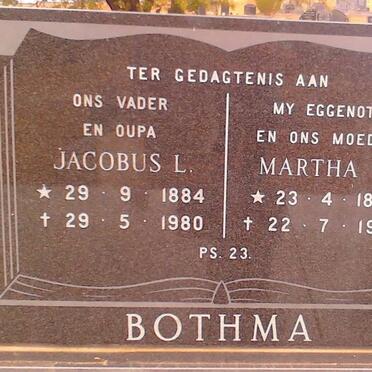 TER GEDAGTENIS AAN
ONS VADER
EN OUPA
JACOBUS L.
★ 29 · 9 · 1884
✝ 29 · 5 · 1980
MY EGGENOT
EN ONS MOED
MARTHA
★ 23 · 4 · 18
✝ 22 · 7 · 19
PS. 23.
BOTHMA